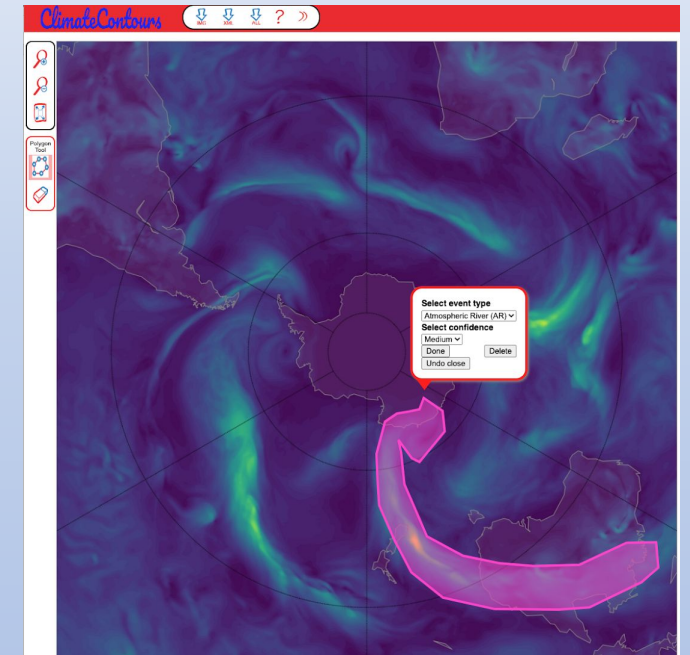 ClimateContours
IMG XML ALL ?
Polygon
Tool
Select event type
Atmospheric River (AR)
Select confidence
Medium
Done Delete
Undo close